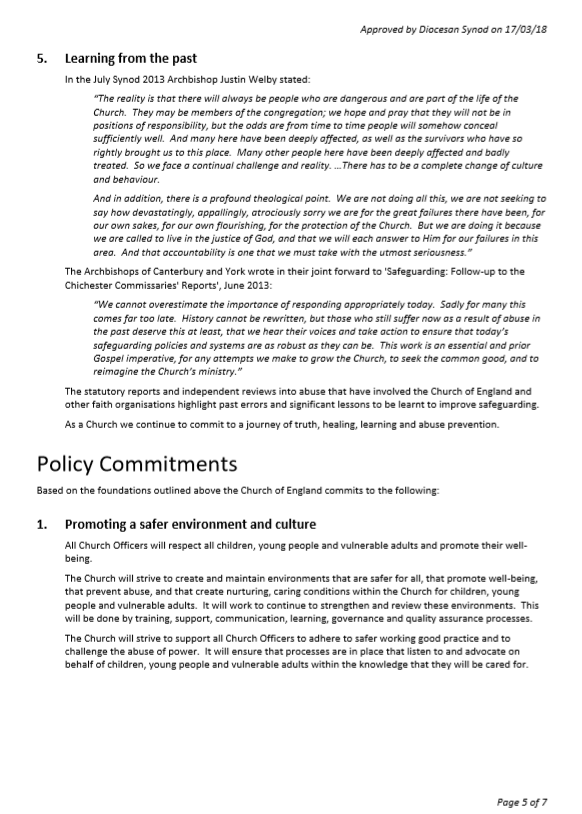 Approved by Diocesan Synod on 17/03/18
5. Learning from the past
In the July Synod 2013 Archbishop Justin Welby stated:
“The reality is that there will always be people who are dangerous and are part of the life of the
Church.  They may be members of the congregation; we hope and pray that they will not be in
positions of responsibility, but the odds are from time to time people will somehow conceal
sufficiently well.  And many here have been deeply affected, as well as the survivors who have so
rightly brought us to this place.  Many other people here have been deeply affected and badly
treated.  So we face a continual challenge and reality. …There has to be a complete change of culture
and behaviour.
And in addition, there is a profound theological point.  We are not doing all this, we are not seeking to
say how devastatingly, appallingly, atrociously sorry we are for the great failures there have been, for
our own sakes, for our own flourishing, for the protection of the Church.  But we are doing it because
we are called to live in the justice of God, and that we will each answer to Him for our failures in this
area.  And that accountability is one that we must take with the utmost seriousness.”
The Archbishops of Canterbury and York wrote in their joint forward to 'Safeguarding: Follow-up to the
Chichester Commissaries' Reports', June 2013:
“We cannot overestimate the importance of responding appropriately today.  Sadly for many this
comes far too late.  History cannot be rewritten, but those who still suffer now as a result of abuse in
the past deserve this at least, that we hear their voices and take action to ensure that today’s
safeguarding policies and systems are as robust as they can be.  This work is an essential and prior
Gospel imperative, for any attempts we make to grow the Church, to seek the common good, and to
reimagine the Church’s ministry.”
The statutory reports and independent reviews into abuse that have involved the Church of England and
other faith organisations highlight past errors and significant lessons to be learnt to improve safeguarding.
As a Church we continue to commit to a journey of truth, healing, learning and abuse prevention.
Policy Commitments
Based on the foundations outlined above the Church of England commits to the following:
1. Promoting a safer environment and culture
All Church Officers will respect all children, young people and vulnerable adults and promote their well-
being.
The Church will strive to create and maintain environments that are safer for all, that promote well-being,
that prevent abuse, and that create nurturing, caring conditions within the Church for children, young
people and vulnerable adults.  It will work to continue to strengthen and review these environments.  This
will be done by training, support, communication, learning, governance and quality assurance processes.
The Church will strive to support all Church Officers to adhere to safer working good practice and to
challenge the abuse of power.  It will ensure that processes are in place that listen to and advocate on
behalf of children, young people and vulnerable adults within the knowledge that they will be cared for.
Page 5 of 7